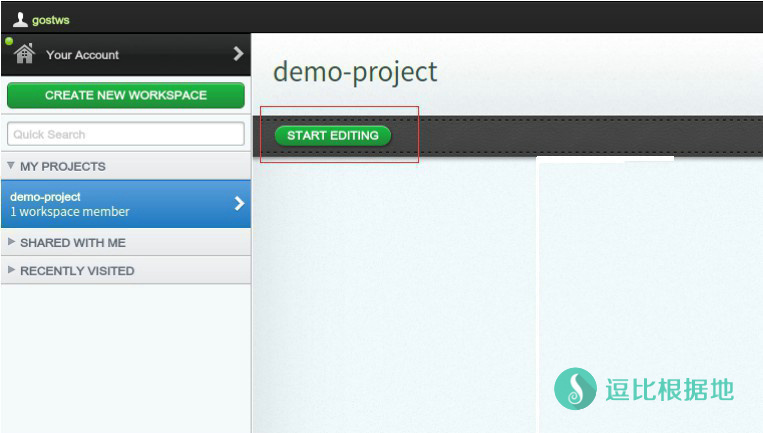 gostws
Your Account
CREATE NEW WORKSPACE
Quick Search
MY PROJECTS
demo-project
1 workspace member
SHARED WITH ME
RECENTLY VISITED
demo-project
START EDITING
逗比根据地